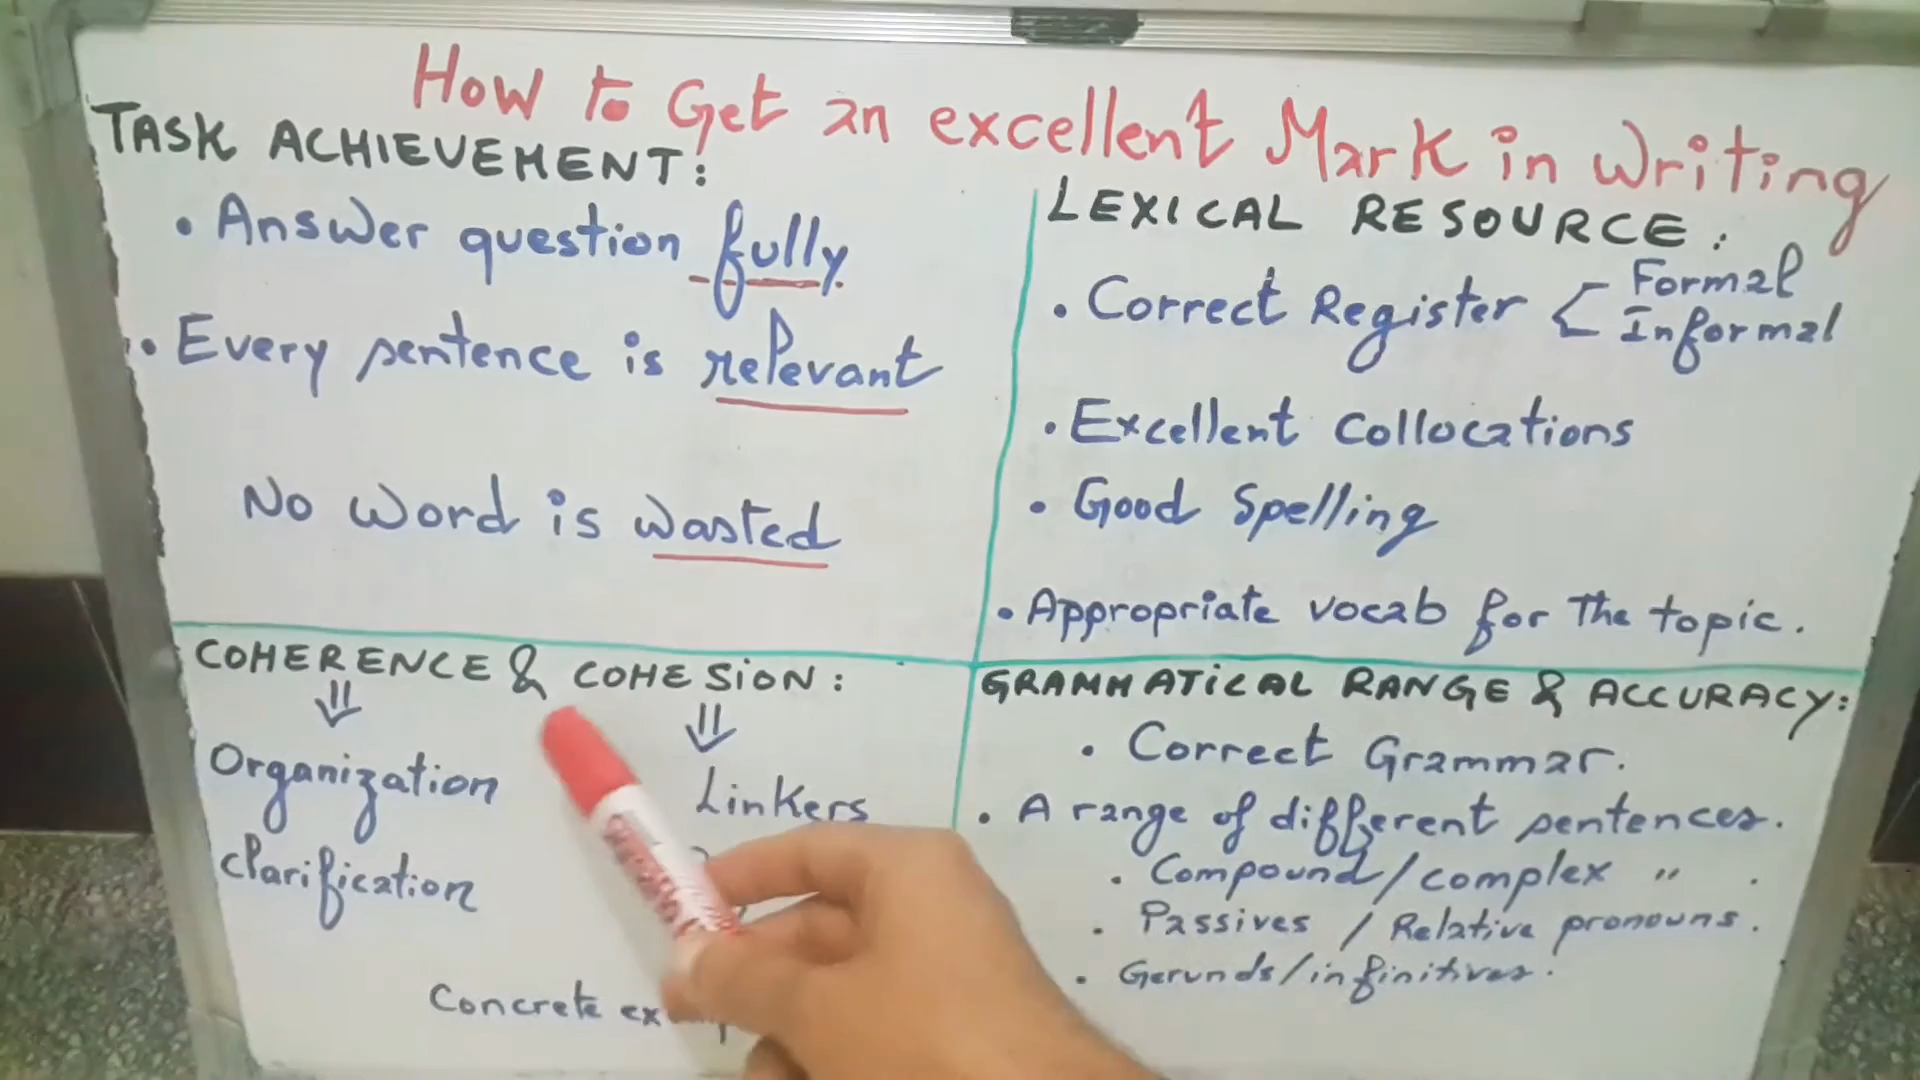 How to Get an excellent Mark in Writing
TASK ACHIEVEMENT:
• Answer question fully
• Every sentence is relevant
No word is wasted
LEXICAL RESOURCE:
• Correct Register < Formal
Informal
• Excellent Collocations
• Good Spelling
• Appropriate vocab for The topic.
COHERENCE & COHESION:
Organization
Linkers
clarification
Concrete
GRAMMATICAL RANGE & ACCURACY:
• Correct Grammar.
• A range of different sentences.
• Compound/complex " .
• Passives / Relative pronouns.
• Gerunds/infinitives.